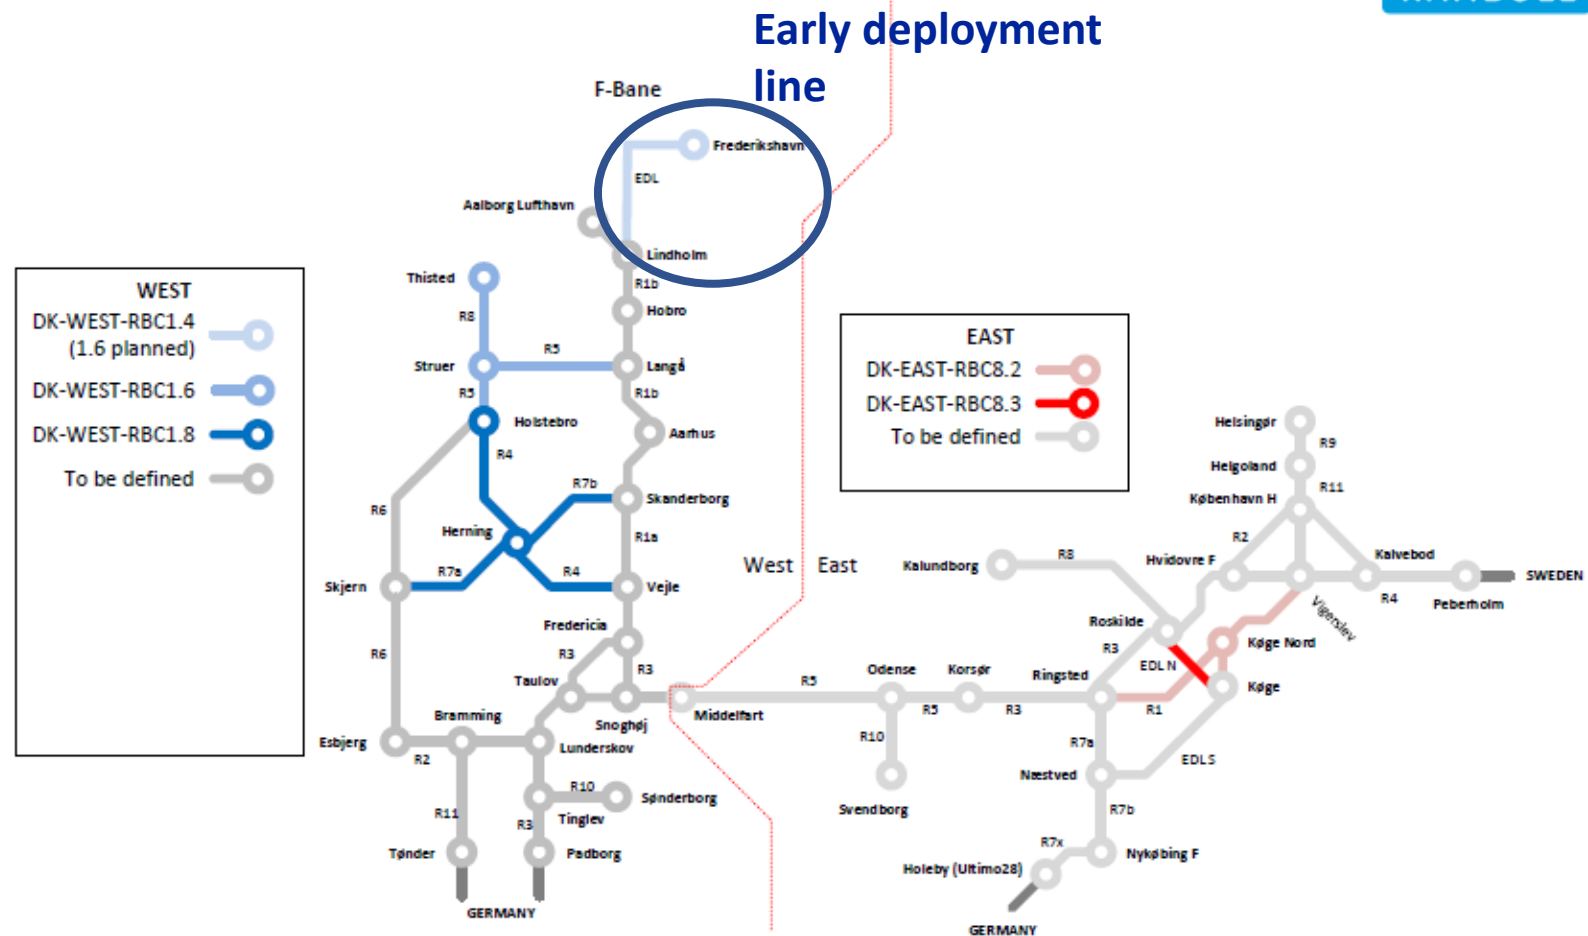 Early deployment
line
F-Bane
Frederikshavn
EDL
Aalborg Lufthavn
Lindholm
R1b
Thisted
Hobro
R8
R5
Struer
Langå
R5
R1b
Holstebro
Aarhus
R4
R7b
Skanderborg
R6
Herning
R1a
R7a
R4
Skjern
Vejle
Fredericia
R3
R3
R6
Taulov
Snoghøj
Middelfart
Bramming
Esbjerg
Lunderskov
R2
R10
Sønderborg
R11
R3
Tinglev
Tønder
Padborg
GERMANY
WEST
DK-WEST-RBC1.4
(1.6 planned)
DK-WEST-RBC1.6
DK-WEST-RBC1.8
To be defined
West
East
EAST
DK-EAST-RBC8.2
DK-EAST-RBC8.3
To be defined
Helsingør
R9
Helgoland
R11
København H
R2
Kalundborg
R8
Hvidovre F
Kalvebod
SWEDEN
R4
Peberholm
Vigerslev
Roskilde
Køge Nord
R3
EDL N
Odense
Korsør
Ringsted
Køge
R5
R5
R3
R1
R10
R7a
EDL S
Næstved
Svendborg
R7b
R7x
Nykøbing F
Holeby (Ultimo28)
GERMANY